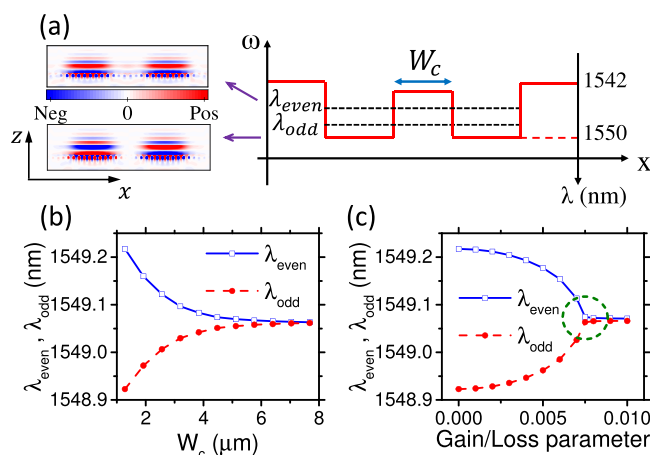 (a)
Neg 0 Pos
z
x
ω
W_c
λ_even
λ_odd
1542
1550
x
λ (nm)
(b)
λ_even , λ_odd (nm)
1549.2
1549.1
1549.0
1548.9
λ_even
λ_odd
2 4 6 8
W_c (μm)
(c)
λ_even , λ_odd (nm)
1549.2
1549.1
1549.0
1548.9
λ_even
λ_odd
0.000 0.005 0.010
Gain/Loss parameter